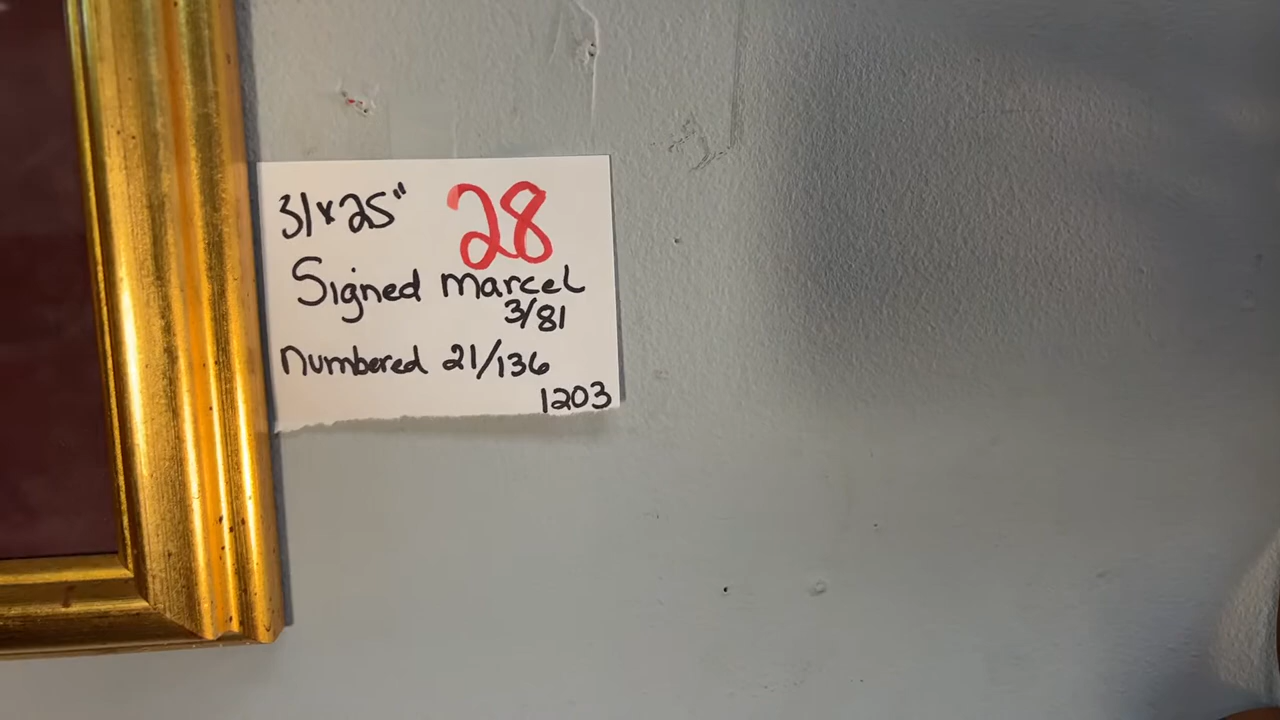 31x25" 28
Signed marcel
3/81
numbered 21/136
1203